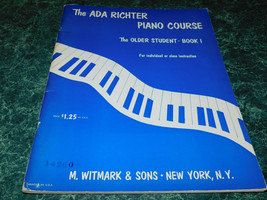 The ADA RICHTER
PIANO COURSE
The OLDER STUDENT · BOOK 1
For individual or class instruction
$1.25
M. WITMARK & SONS · NEW YORK, N.Y.